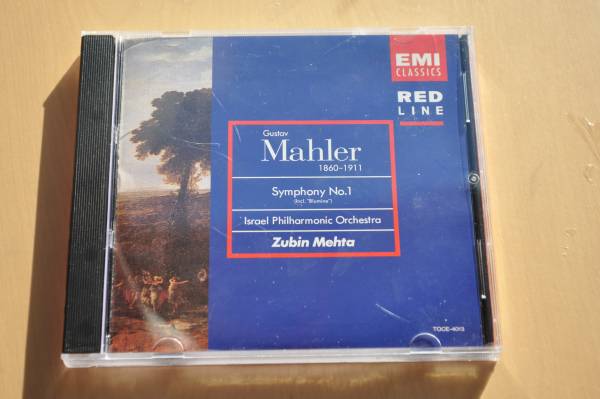 EMI
CLASSICS
RED
LINE
Gustav
Mahler
1860-1911
Symphony No.1
(Incl. "Blumine")
Israel Philharmonic Orchestra
Zubin Mehta
TOCE-4013